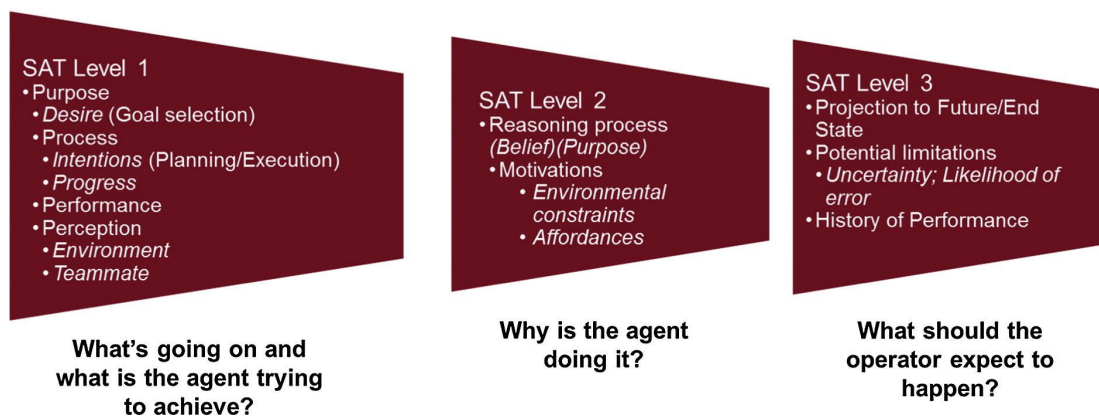 SAT Level 1
•Purpose
•Desire (Goal selection)
•Process
•Intentions (Planning/Execution)
•Progress
•Performance
•Perception
•Environment
•Teammate
What's going on and
what is the agent trying
to achieve?
SAT Level 2
•Reasoning process
(Belief)(Purpose)
•Motivations
•Environmental
constraints
•Affordances
Why is the agent
doing it?
SAT Level 3
•Projection to Future/End
State
•Potential limitations
•Uncertainty; Likelihood of
error
•History of Performance
What should the
operator expect to
happen?